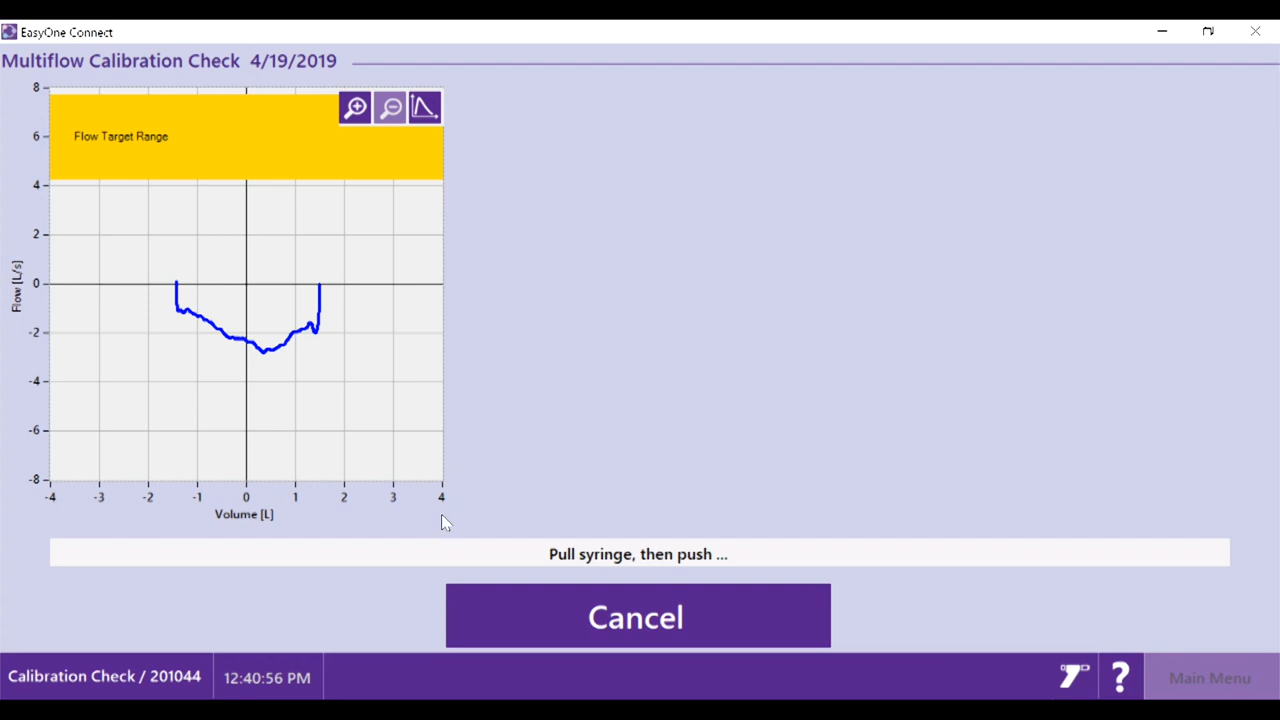 EasyOne Connect
Multiflow Calibration Check 4/19/2019
8
Flow Target Range
6
4
2
0
-2
-4
-6
-8
Flow [L/s]
-4 -3 -2 -1 0 1 2 3 4
Volume [L]
Pull syringe, then push ...
Cancel
Calibration Check / 201044 12:40:56 PM ? Main Menu